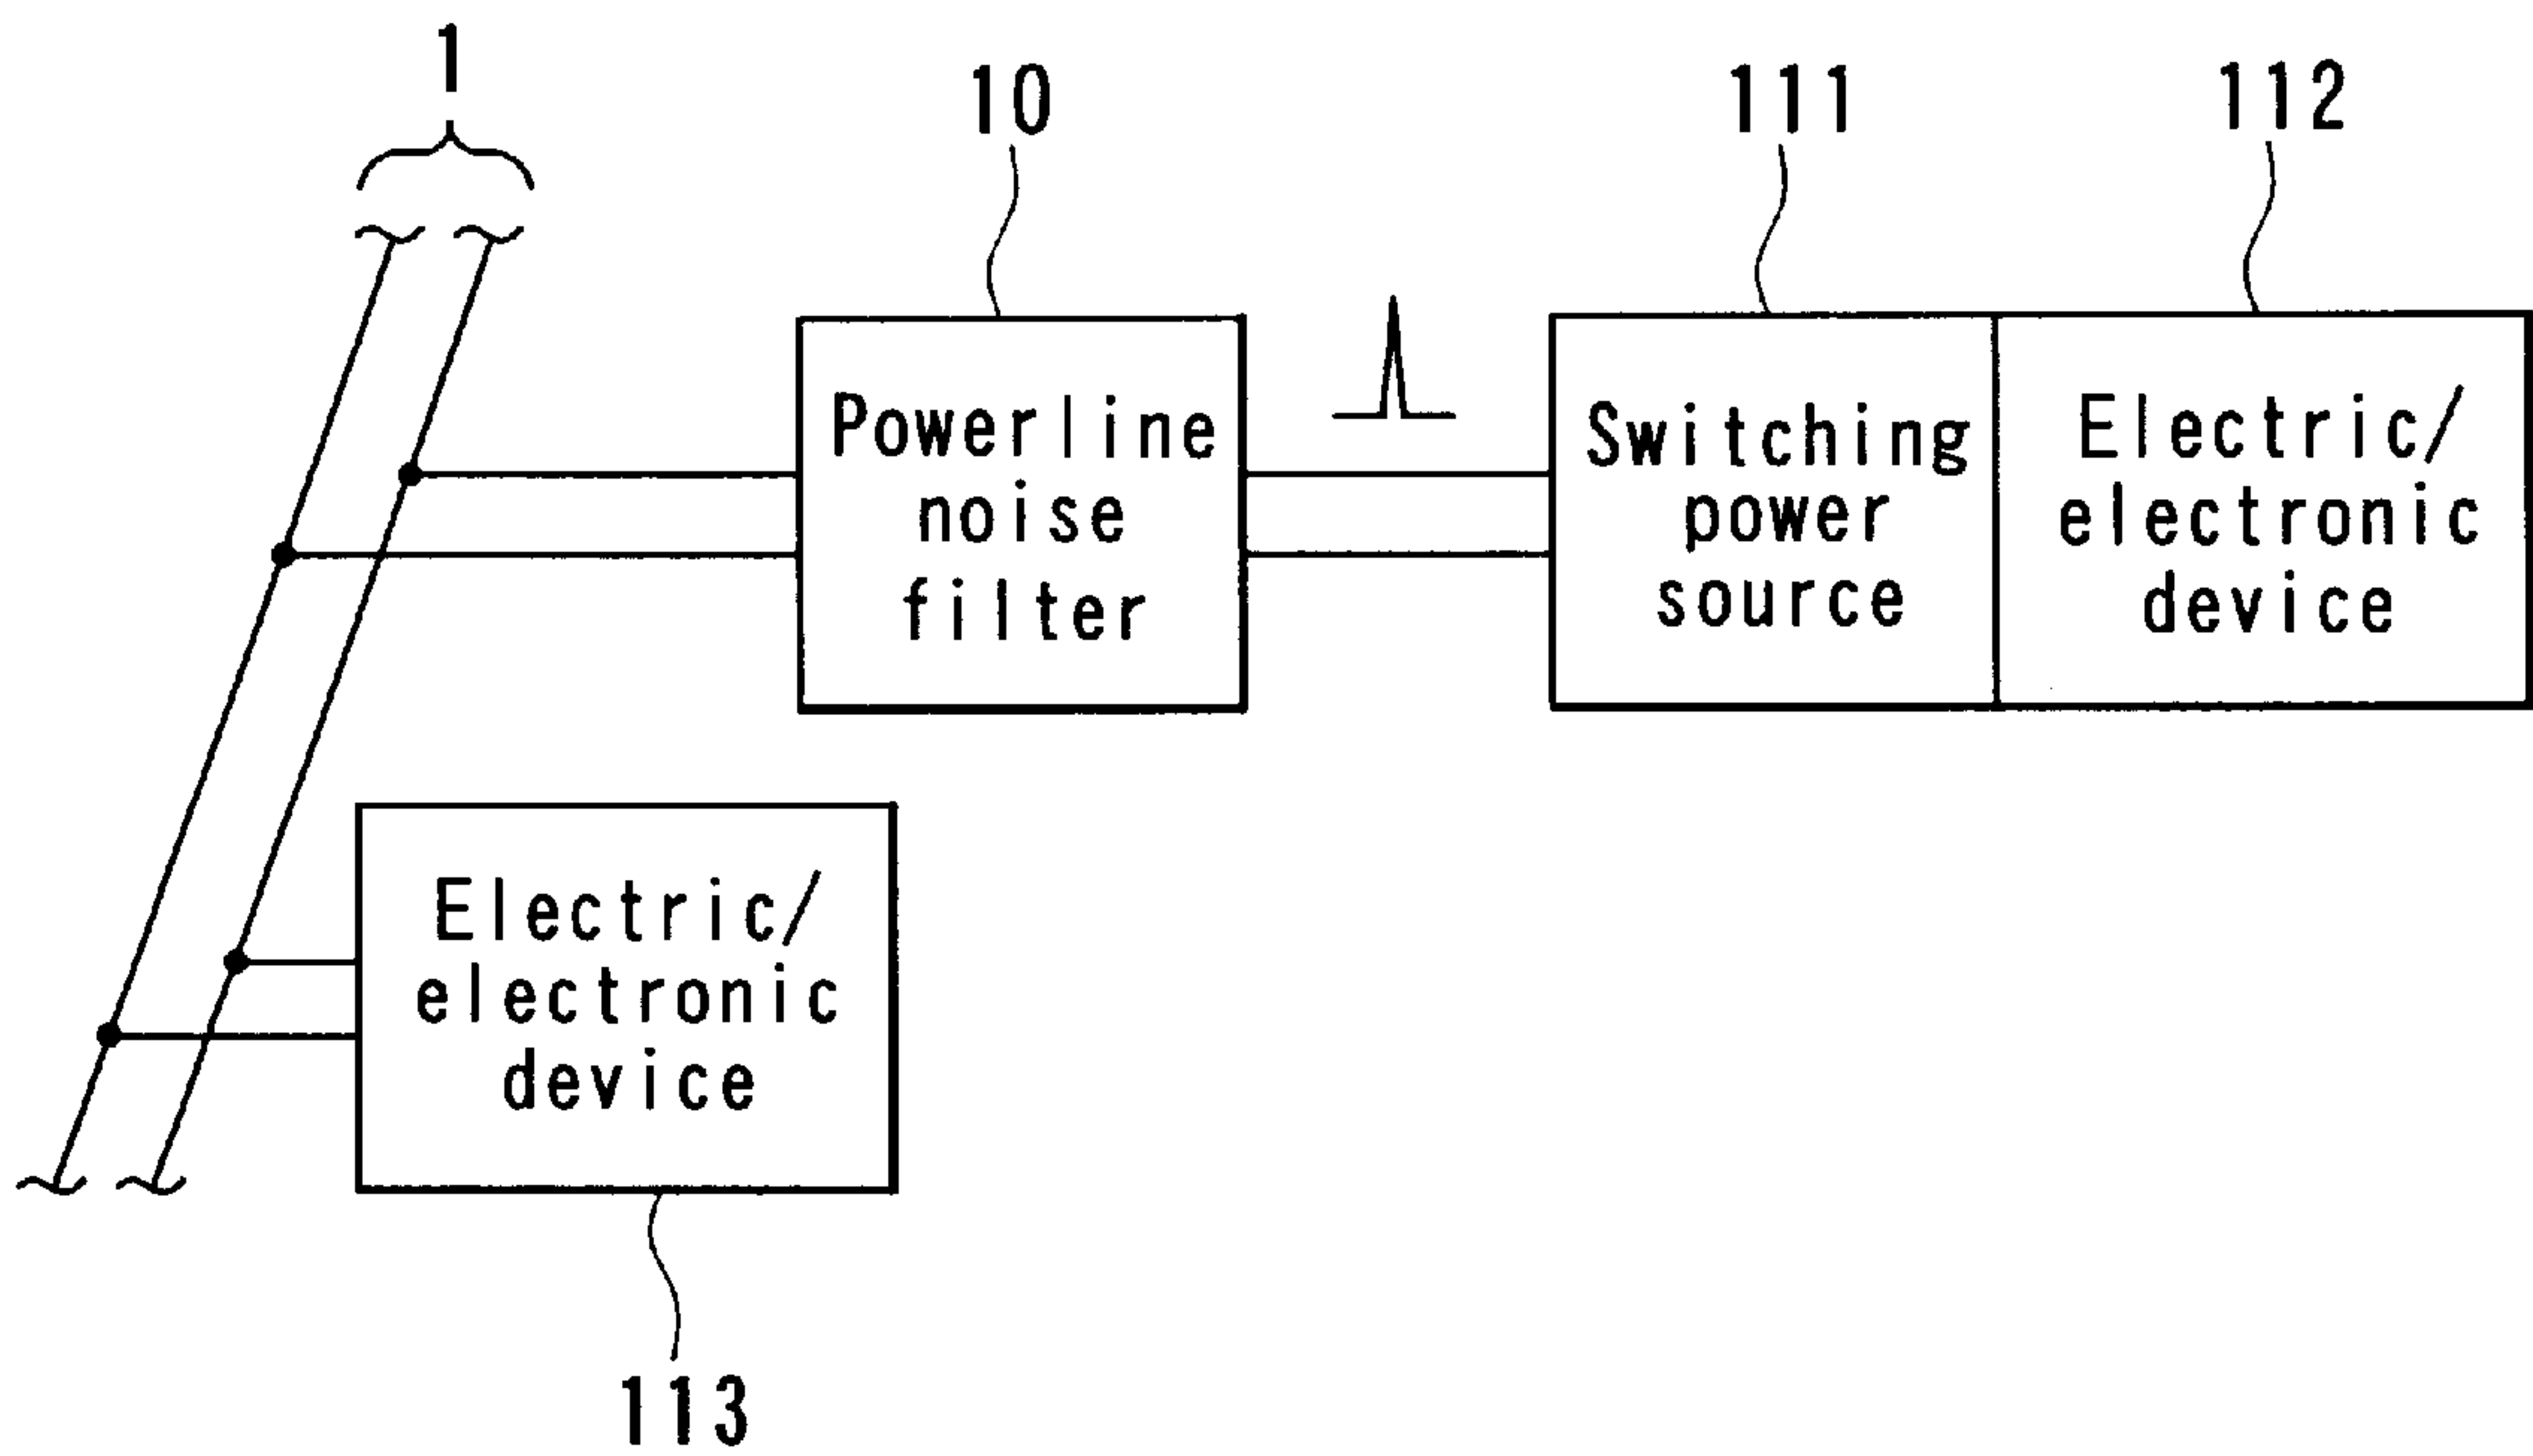 1
10
111
112
Powerline
noise
filter
Switching
power
source
Electric/
electronic
device
Electric/
electronic
device
113